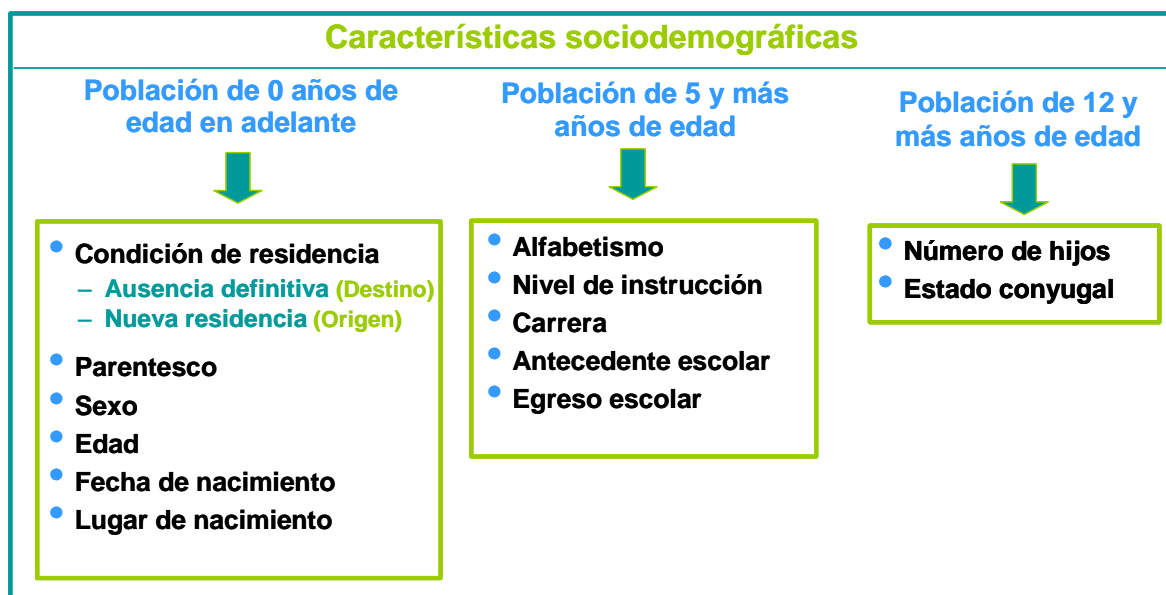 Características sociodemográficas
Población de 0 años de
edad en adelante
• Condición de residencia
– Ausencia definitiva (Destino)
– Nueva residencia (Origen)
• Parentesco
• Sexo
• Edad
• Fecha de nacimiento
• Lugar de nacimiento
Población de 5 y más
años de edad
• Alfabetismo
• Nivel de instrucción
• Carrera
• Antecedente escolar
• Egreso escolar
Población de 12 y
más años de edad
• Número de hijos
• Estado conyugal